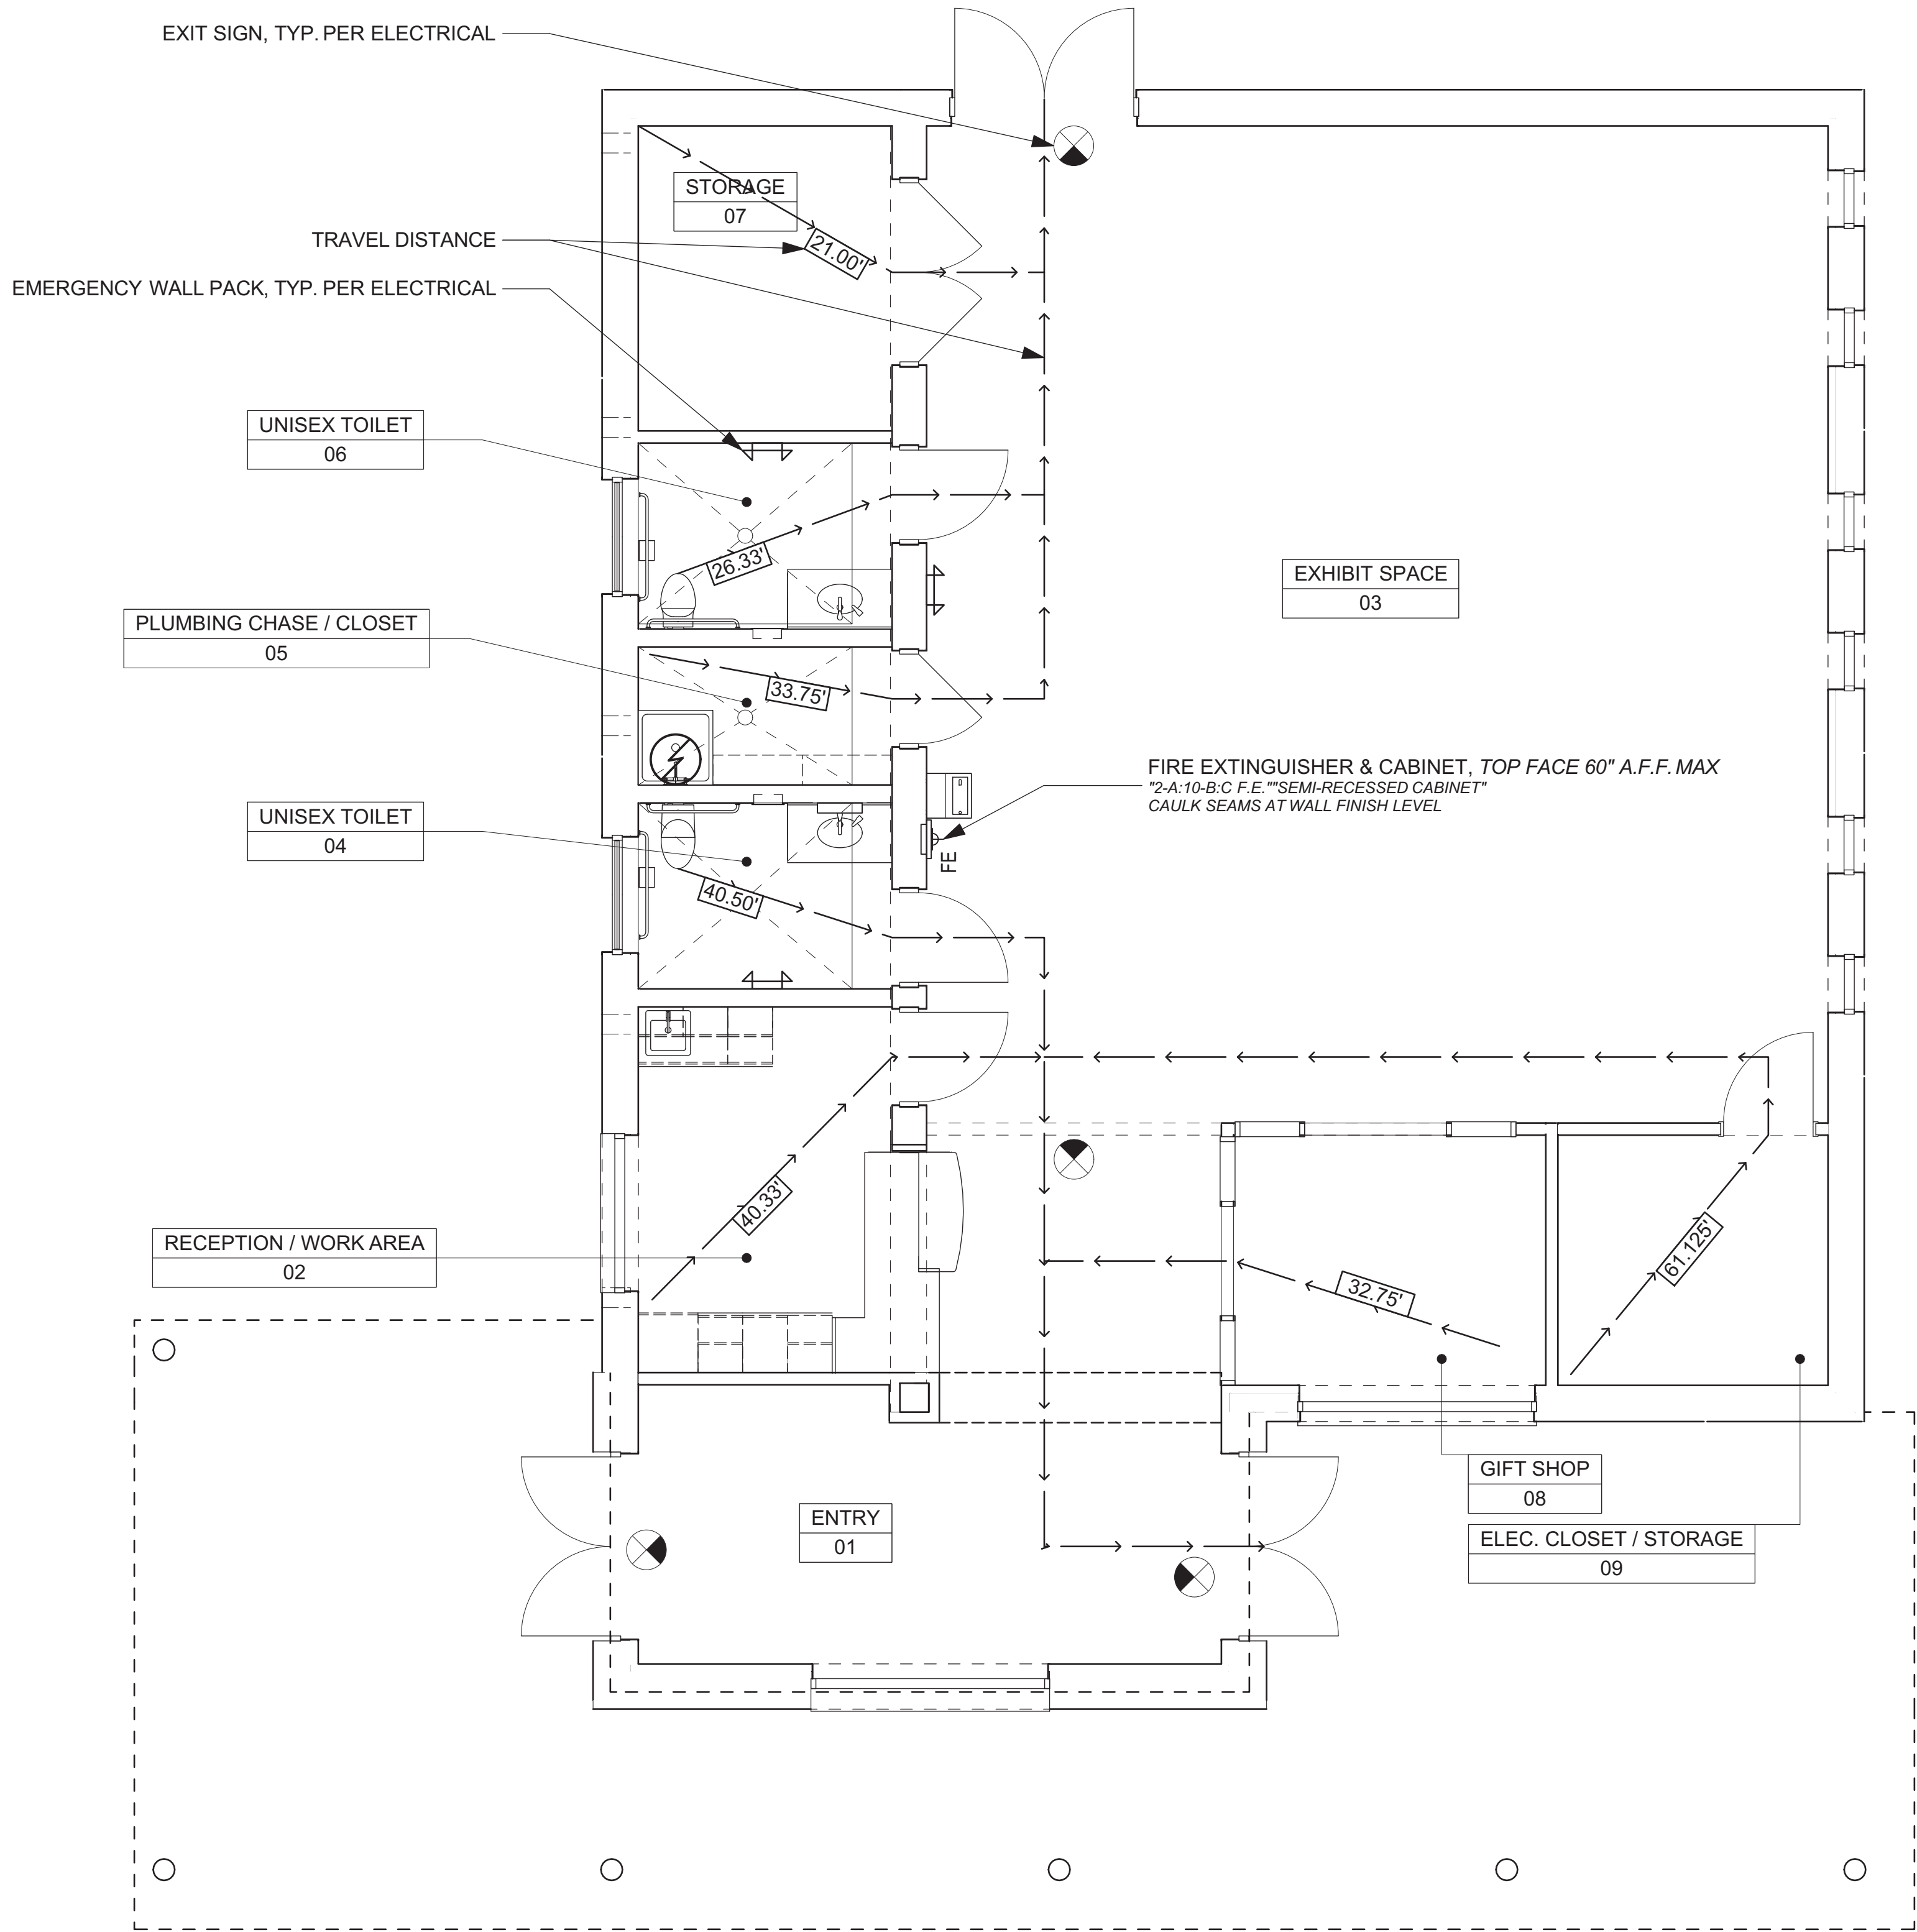 EXIT SIGN, TYP. PER ELECTRICAL
STORAGE
07
TRAVEL DISTANCE
21.00'
EMERGENCY WALL PACK, TYP. PER ELECTRICAL
UNISEX TOILET
06
26.33'
EXHIBIT SPACE
03
PLUMBING CHASE / CLOSET
05
33.75'
FIRE EXTINGUISHER & CABINET, TOP FACE 60" A.F.F. MAX
"2-A:10-B:C F.E.""SEMI-RECESSED CABINET"
CAULK SEAMS AT WALL FINISH LEVEL
UNISEX TOILET
04
FE
40.50'
40.33'
RECEPTION / WORK AREA
02
61.125'
32.75'
GIFT SHOP
08
ENTRY
01
ELEC. CLOSET / STORAGE
09